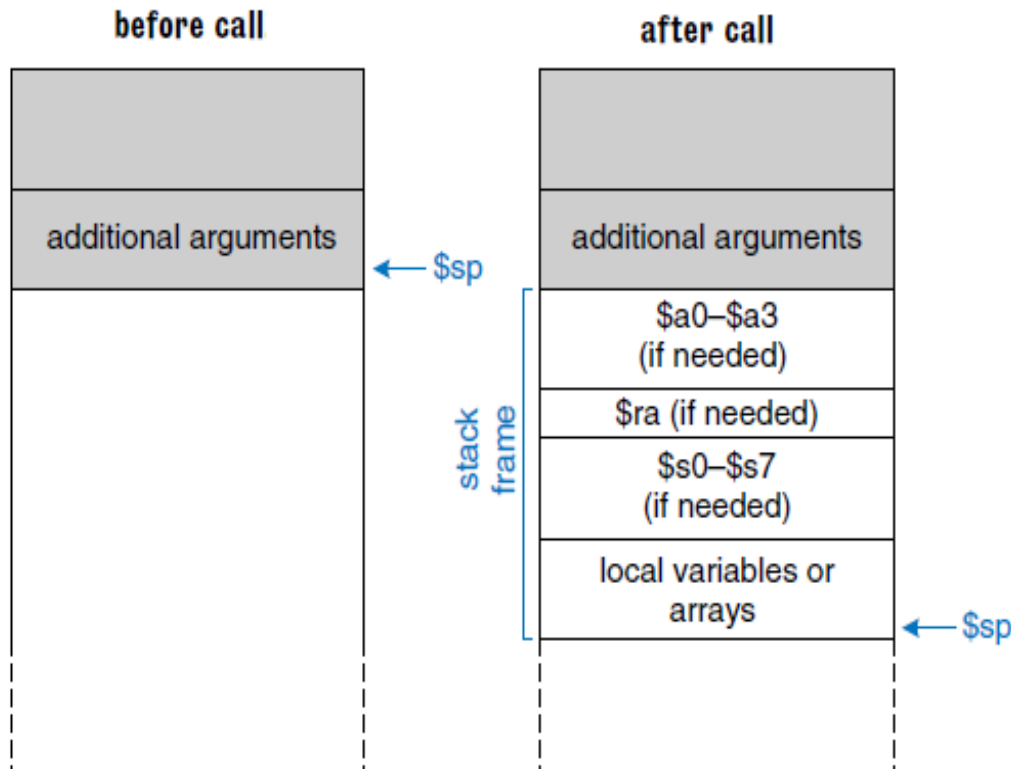 before call
after call
additional arguments
$sp
additional arguments
$a0–$a3
(if needed)
$ra (if needed)
$s0–$s7
(if needed)
local variables or
arrays
$sp
stack
frame